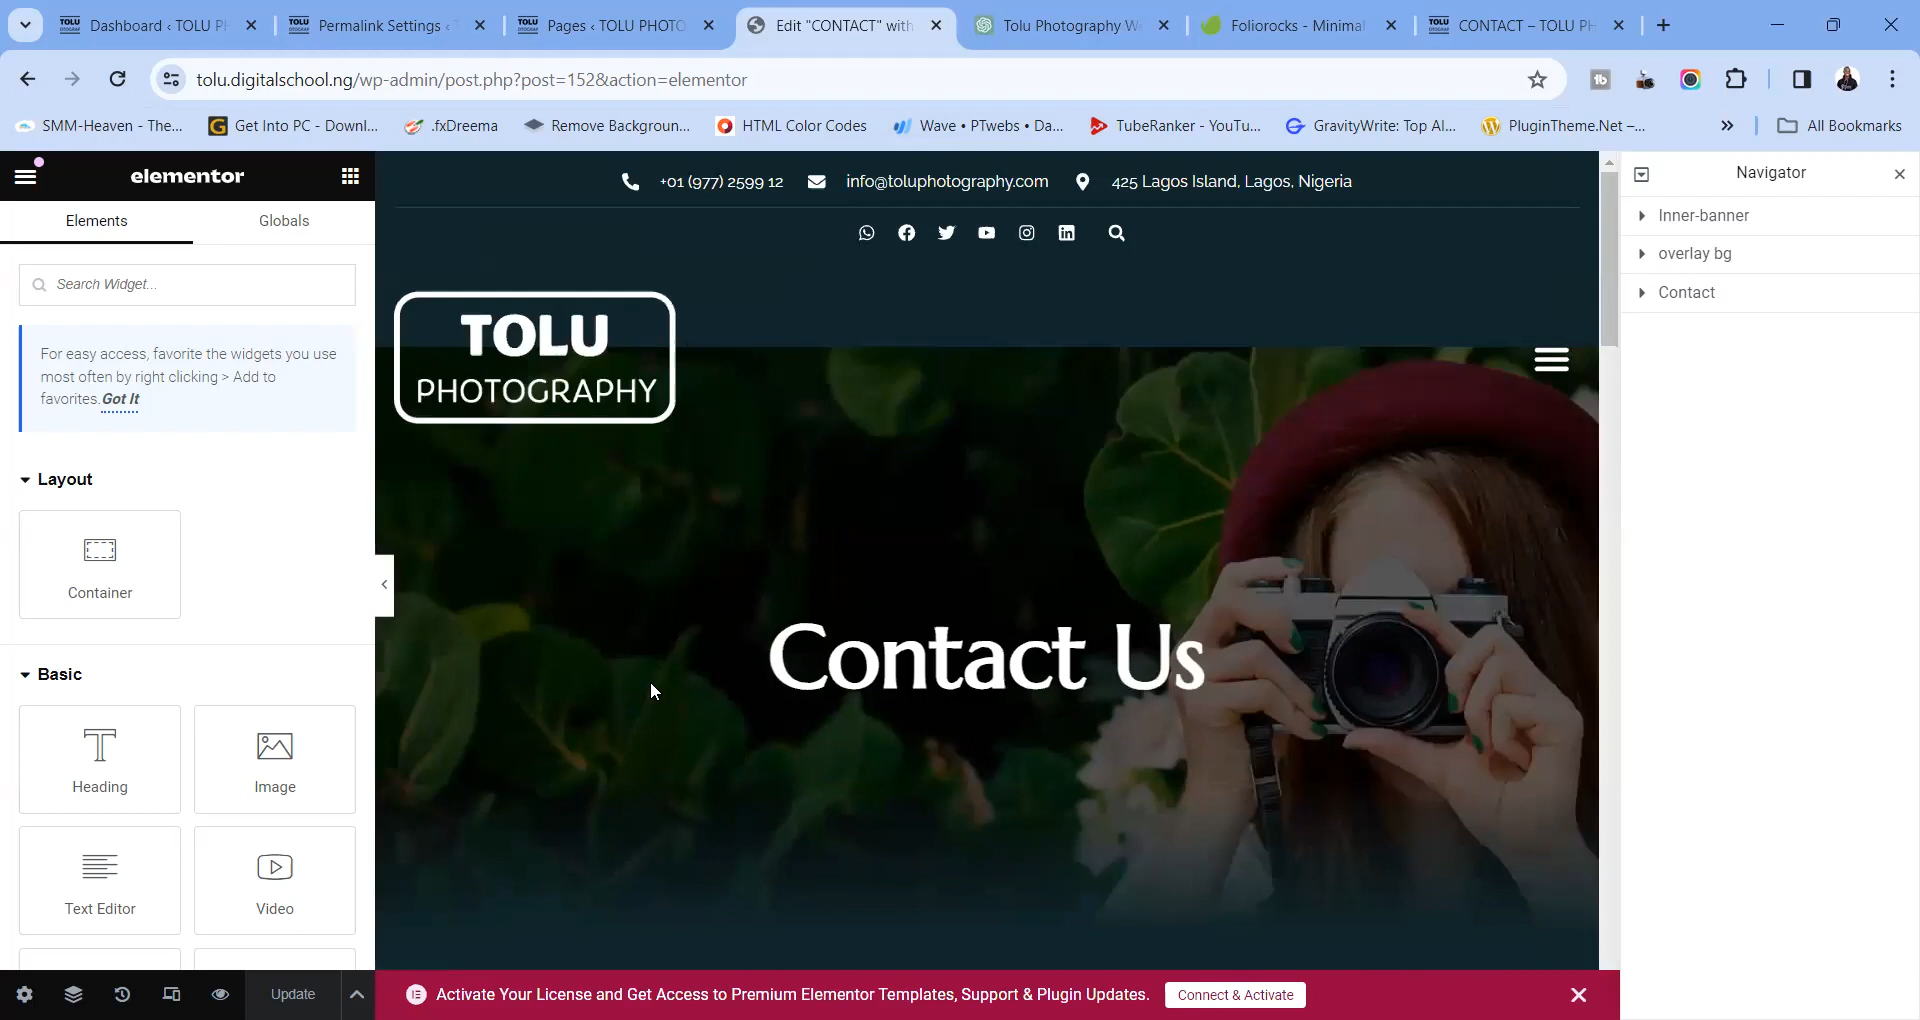 Dashboard ‹ TOLU PH
Permalink Settings ‹ T
Pages ‹ TOLU PHOTO
Edit "CONTACT" with
Tolu Photography We
Foliorocks - Minimal
CONTACT – TOLU PH
tolu.digitalschool.ng/wp-admin/post.php?post=152&action=elementor
SMM-Heaven - The...
Get Into PC - Downl...
.fxDreema
Remove Backgroun...
HTML Color Codes
Wave • PTwebs • Da...
TubeRanker - YouTu...
GravityWrite: Top AI...
PluginTheme.Net –...
All Bookmarks
elementor
Elements
Globals
Search Widget...
For easy access, favorite the widgets you use
most often by right clicking > Add to
favorites. Got It
Layout
Container
Basic
Heading
Image
Text Editor
Video
Update
+01 (977) 2599 12
info@toluphotography.com
425 Lagos Island, Lagos, Nigeria
TOLU
PHOTOGRAPHY
Contact Us
Activate Your License and Get Access to Premium Elementor Templates, Support & Plugin Updates.
Connect & Activate
Navigator
Inner-banner
overlay bg
Contact